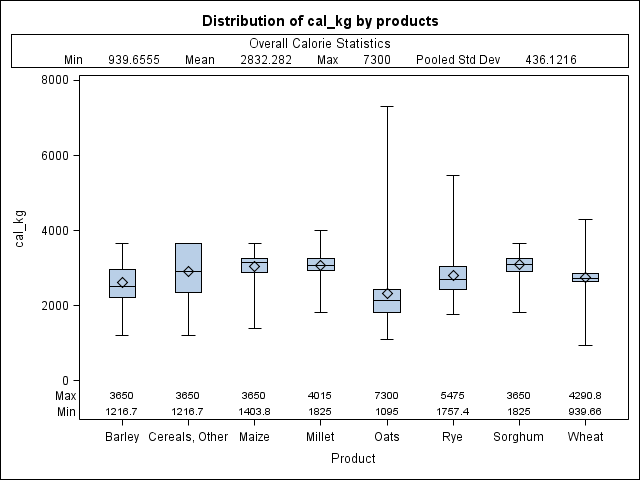 Distribution of cal_kg by products
Overall Calorie Statistics
Min 939.6555 Mean 2832.282 Max 7300 Pooled Std Dev 436.1216
8000
6000
4000
2000
0
cal_kg
Max 3650 3650 3650 4015 7300 5475 3650 4290.8
Min 1216.7 1216.7 1403.8 1825 1095 1757.4 1825 939.66
Barley Cereals, Other Maize Millet Oats Rye Sorghum Wheat
Product